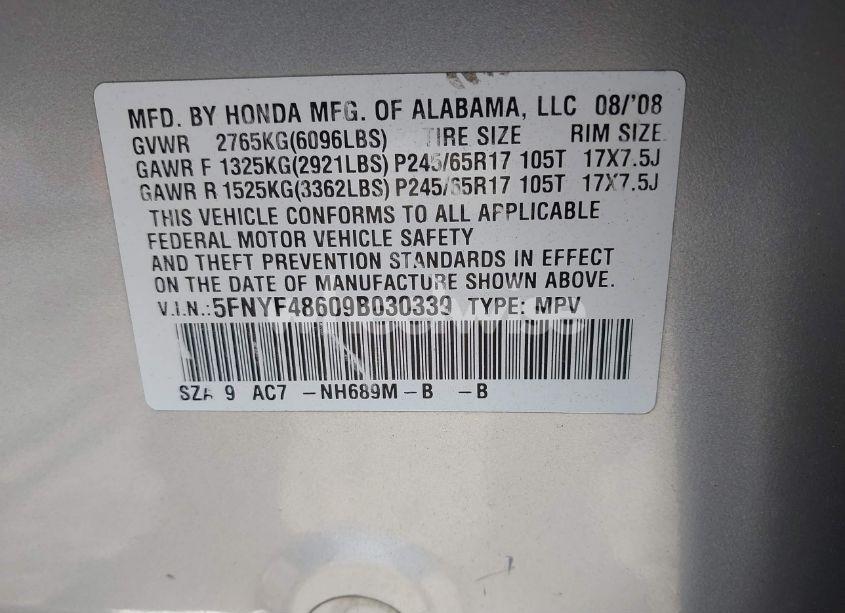 MFD. BY HONDA MFG. OF ALABAMA, LLC 08/'08
GVWR 2765KG(6096LBS) TIRE SIZE RIM SIZE
GAWR F 1325KG(2921LBS) P245/65R17 105T 17X7.5J
GAWR R 1525KG(3362LBS) P245/65R17 105T 17X7.5J
THIS VEHICLE CONFORMS TO ALL APPLICABLE
FEDERAL MOTOR VEHICLE SAFETY
AND THEFT PREVENTION STANDARDS IN EFFECT
ON THE DATE OF MANUFACTURE SHOWN ABOVE.
V.I.N.:5FNYF48609B030339 TYPE: MPV
SZA 9 AC7 -NH689M-B -B